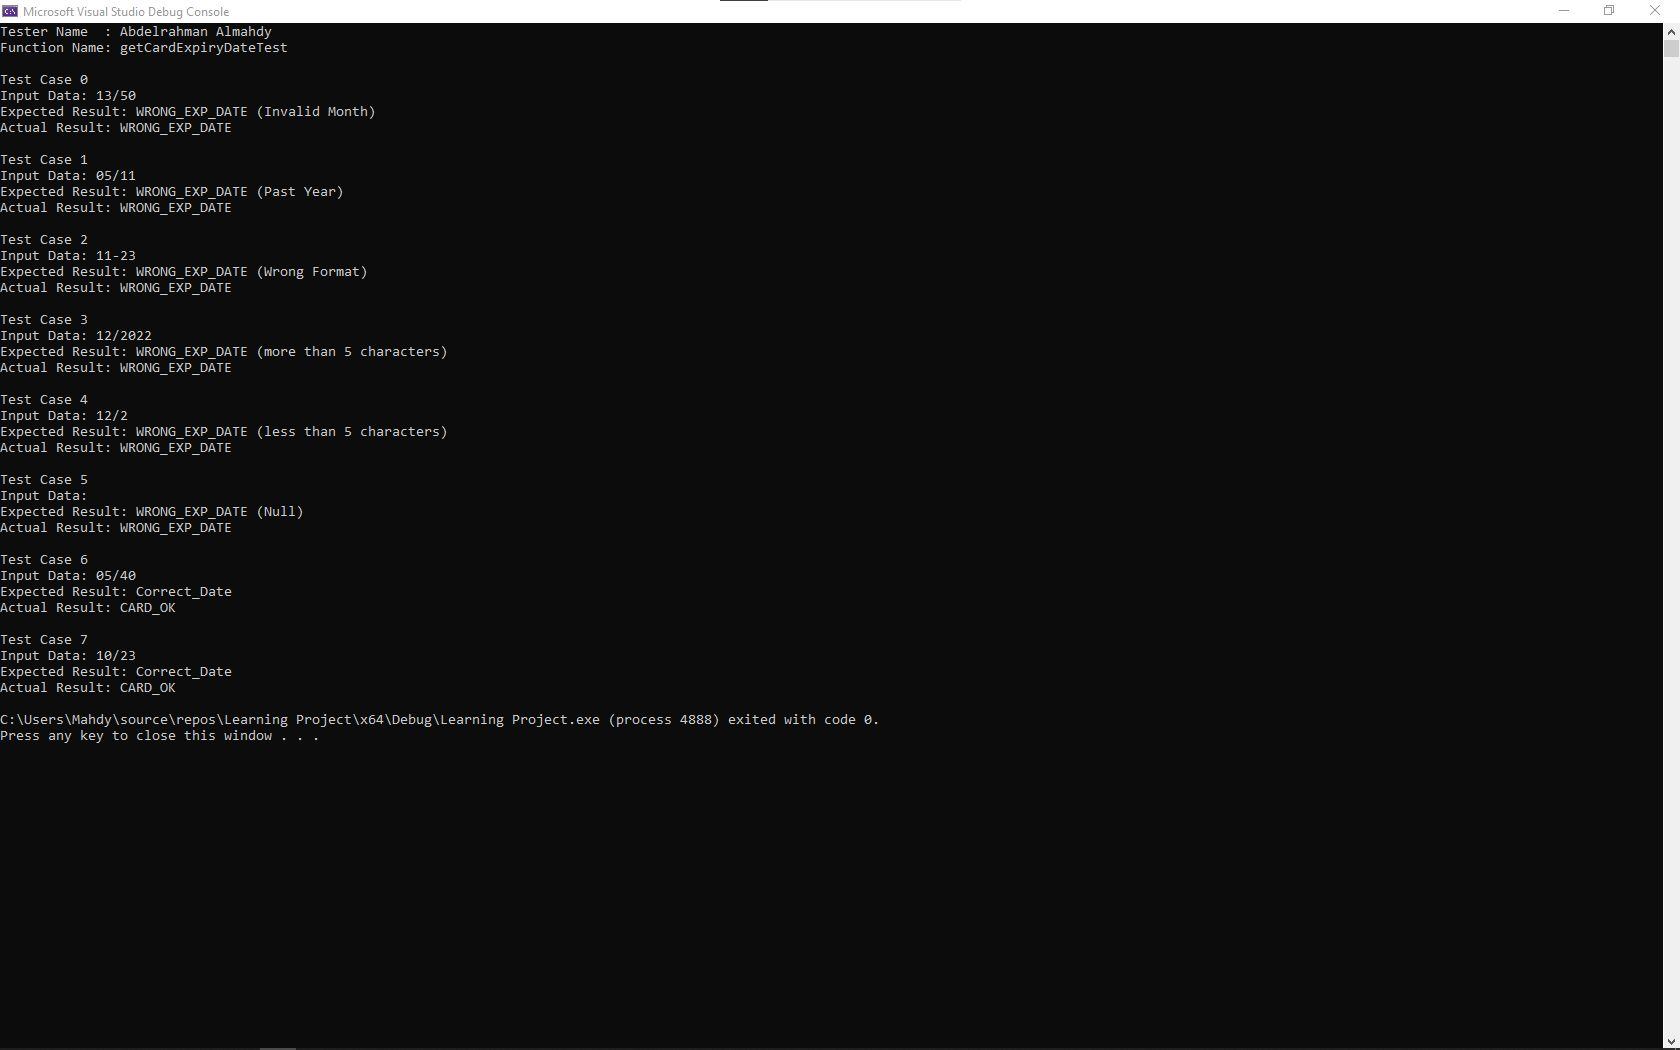 Microsoft Visual Studio Debug Console
Tester Name  : Abdelrahman Almahdy
Function Name: getCardExpiryDateTest
Test Case 0
Input Data: 13/50
Expected Result: WRONG_EXP_DATE (Invalid Month)
Actual Result: WRONG_EXP_DATE
Test Case 1
Input Data: 05/11
Expected Result: WRONG_EXP_DATE (Past Year)
Actual Result: WRONG_EXP_DATE
Test Case 2
Input Data: 11-23
Expected Result: WRONG_EXP_DATE (Wrong Format)
Actual Result: WRONG_EXP_DATE
Test Case 3
Input Data: 12/2022
Expected Result: WRONG_EXP_DATE (more than 5 characters)
Actual Result: WRONG_EXP_DATE
Test Case 4
Input Data: 12/2
Expected Result: WRONG_EXP_DATE (less than 5 characters)
Actual Result: WRONG_EXP_DATE
Test Case 5
Input Data:
Expected Result: WRONG_EXP_DATE (Null)
Actual Result: WRONG_EXP_DATE
Test Case 6
Input Data: 05/40
Expected Result: Correct_Date
Actual Result: CARD_OK
Test Case 7
Input Data: 10/23
Expected Result: Correct_Date
Actual Result: CARD_OK
C:\Users\Mahdy\source\repos\Learning Project\x64\Debug\Learning Project.exe (process 4888) exited with code 0.
Press any key to close this window . . .